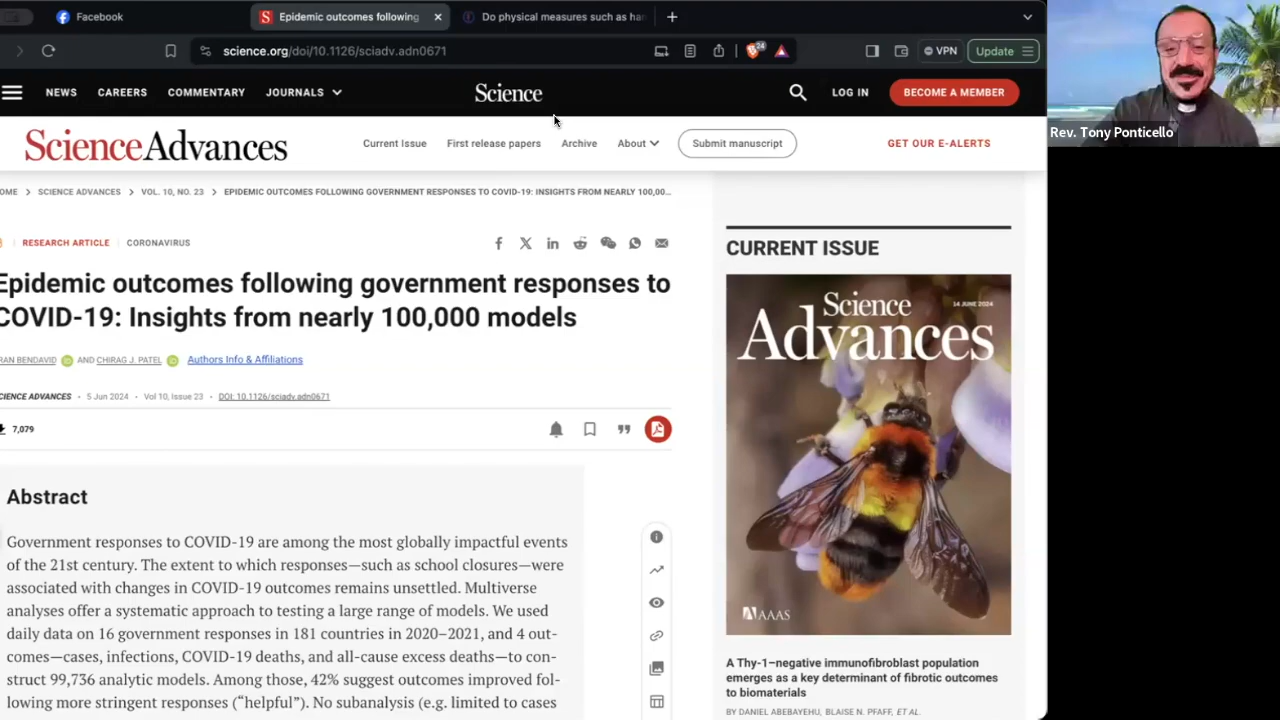 Facebook
Epidemic outcomes following
Do physical measures such as han
science.org/doi/10.1126/sciadv.adn0671
24
VPN
Update
NEWS
CAREERS
COMMENTARY
JOURNALS
Science
LOG IN
BECOME A MEMBER
Rev. Tony Ponticello
ScienceAdvances
Current Issue
First release papers
Archive
About
Submit manuscript
GET OUR E-ALERTS
OME > SCIENCE ADVANCES > VOL. 10, NO. 23 > EPIDEMIC OUTCOMES FOLLOWING GOVERNMENT RESPONSES TO COVID-19: INSIGHTS FROM NEARLY 100,00...
RESEARCH ARTICLE
CORONAVIRUS
Epidemic outcomes following government responses to
COVID-19: Insights from nearly 100,000 models
RAN BENDAVID AND CHIRAG J. PATEL Authors Info & Affiliations
CIENCE ADVANCES • 5 Jun 2024 • Vol 10, Issue 23 • DOI: 10.1126/sciadv.adn0671
7,079
Abstract
Government responses to COVID-19 are among the most globally impactful events
of the 21st century. The extent to which responses—such as school closures—were
associated with changes in COVID-19 outcomes remains unsettled. Multiverse
analyses offer a systematic approach to testing a large range of models. We used
daily data on 16 government responses in 181 countries in 2020–2021, and 4 out-
comes—cases, infections, COVID-19 deaths, and all-cause excess deaths—to con-
struct 99,736 analytic models. Among those, 42% suggest outcomes improved fol-
lowing more stringent responses (“helpful”). No subanalysis (e.g. limited to cases
CURRENT ISSUE
Science
14 JUNE 2024
Advances
AAAS
A Thy-1–negative immunofibroblast population
emerges as a key determinant of fibrotic outcomes
to biomaterials
BY DANIEL ABEBAYEHU, BLAISE N. PFAFF, ET AL.